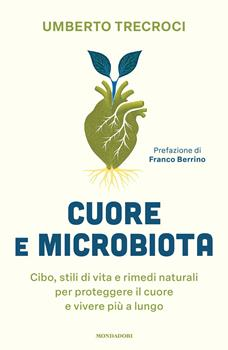 UMBERTO TRECROCI
Prefazione di
Franco Berrino
CUORE
E MICROBIOTA
Cibo, stili di vita e rimedi naturali
per proteggere il cuore
e vivere più a lungo
MONDADORI